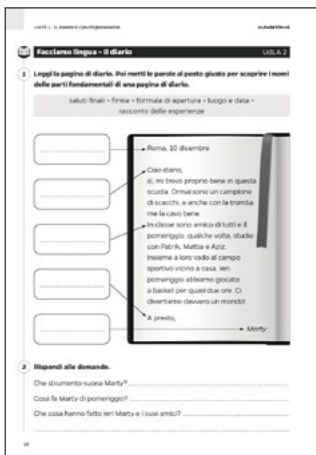 Facciamo lingua - Il diario UdLA 2
1 Leggi la pagina di diario. Poi metti le parole al posto giusto per scoprire i nomi
delle parti fondamentali di una pagina di diario.
saluti finali - firma - formula di apertura - luogo e data -
racconto delle esperienze
Roma, 10 dicembre
Ciao diario,
sì, mi trovo proprio bene in questa
scuola. Ormai sono un campione
di scacchi, e anche con la tromba
me la cavo bene.
In classe sono amico di tutti e il
pomeriggio, qualche volta, studio
con Patrik, Mattia e Aziz.
Insieme a loro vado al campo
sportivo vicino a casa. Ieri
pomeriggio abbiamo giocato
a basket per quasi due ore. Ci
divertiamo davvero un mondo!
A presto,
Marty
2 Rispondi alle domande.
Che strumento suona Marty?
Cosa fa Marty di pomeriggio?
Che cosa hanno fatto ieri Marty e i suoi amici?